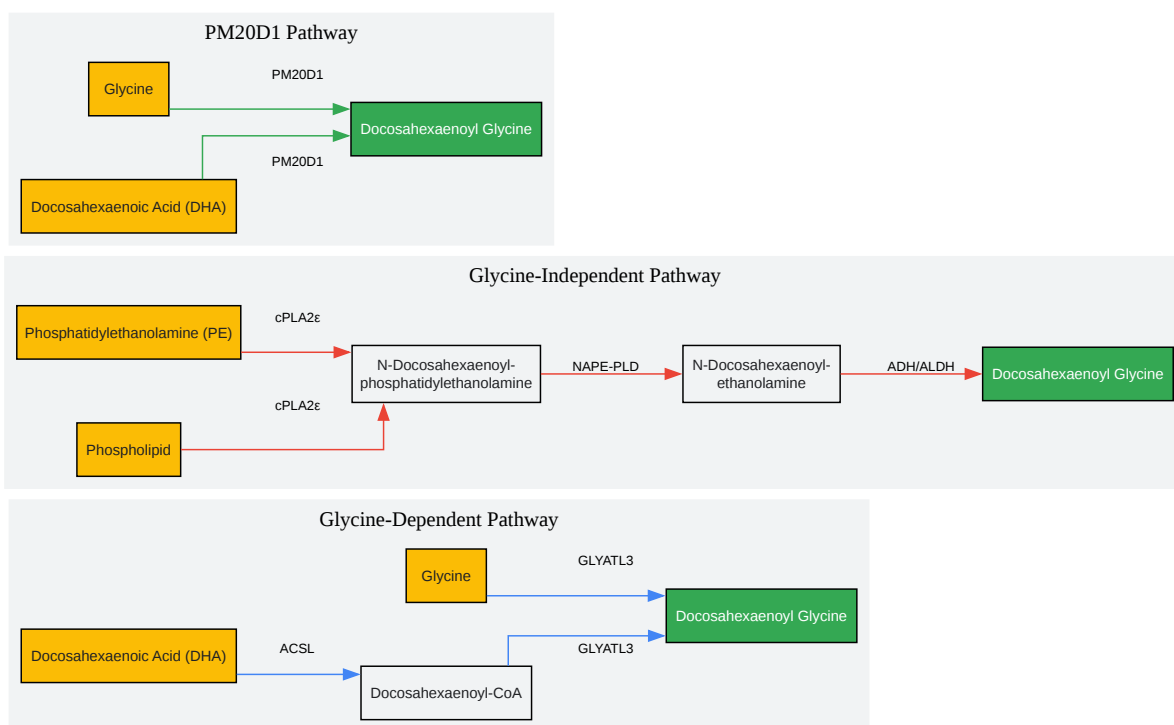 PM20D1 Pathway
Glycine
PM20D1
Docosahexaenoyl Glycine
PM20D1
Docosahexaenoic Acid (DHA)
Glycine-Independent Pathway
Phosphatidylethanolamine (PE)
cPLA2ε
N-Docosahexaenoyl-
phosphatidylethanolamine
NAPE-PLD
N-Docosahexaenoyl-
ethanolamine
ADH/ALDH
Docosahexaenoyl Glycine
cPLA2ε
Phospholipid
Glycine-Dependent Pathway
Glycine
GLYATL3
Docosahexaenoyl Glycine
GLYATL3
Docosahexaenoic Acid (DHA)
ACSL
Docosahexaenoyl-CoA